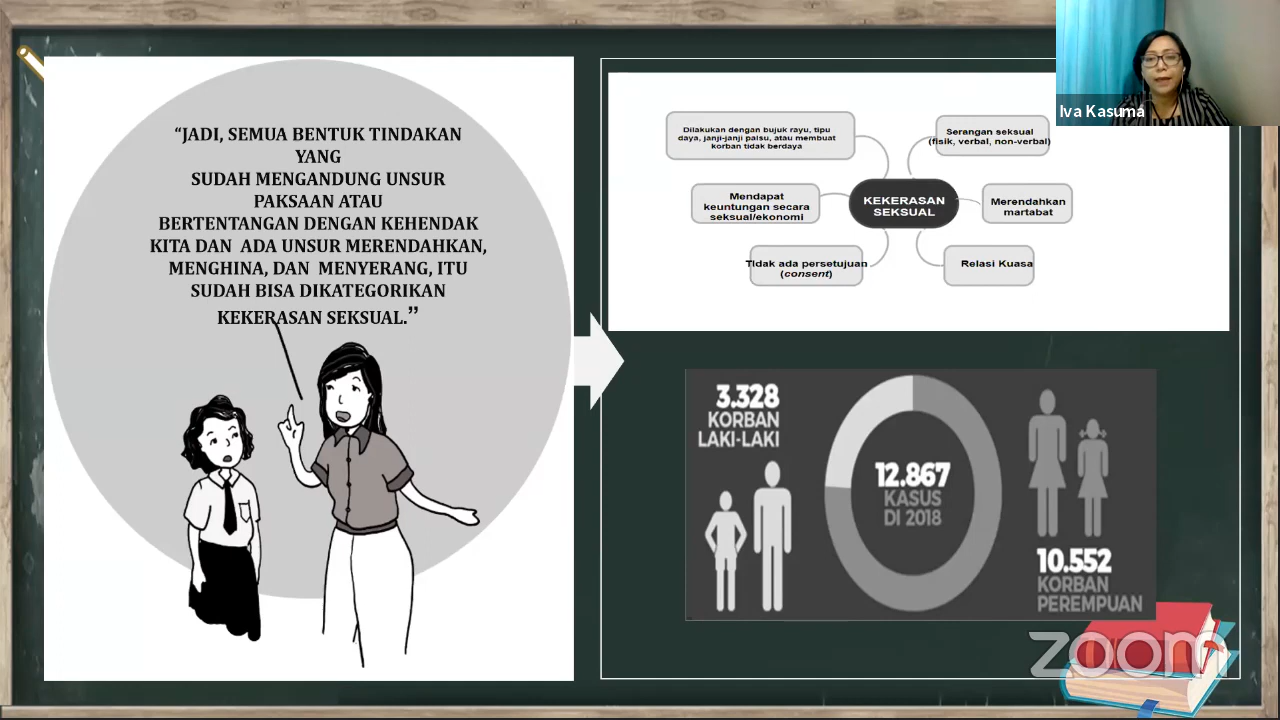 “JADI, SEMUA BENTUK TINDAKAN
YANG
SUDAH MENGANDUNG UNSUR
PAKSAAN ATAU
BERTENTANGAN DENGAN KEHENDAK
KITA DAN ADA UNSUR MERENDAHKAN,
MENGHINA, DAN MENYERANG, ITU
SUDAH BISA DIKATEGORIKAN
KEKERASAN SEKSUAL.”
Dilakukan dengan bujuk rayu, tipu
daya, janji-janji palsu, atau membuat
korban tidak berdaya
Serangan seksual
(fisik, verbal, non-verbal)
Mendapat
keuntungan secara
seksual/ekonomi
KEKERASAN
SEKSUAL
Merendahkan
martabat
Tidak ada persetujuan
(consent)
Relasi Kuasa
3.328
KORBAN
LAKI-LAKI
12.867
KASUS
DI 2018
10.552
KORBAN
PEREMPUAN
Iva Kasuma
zoom